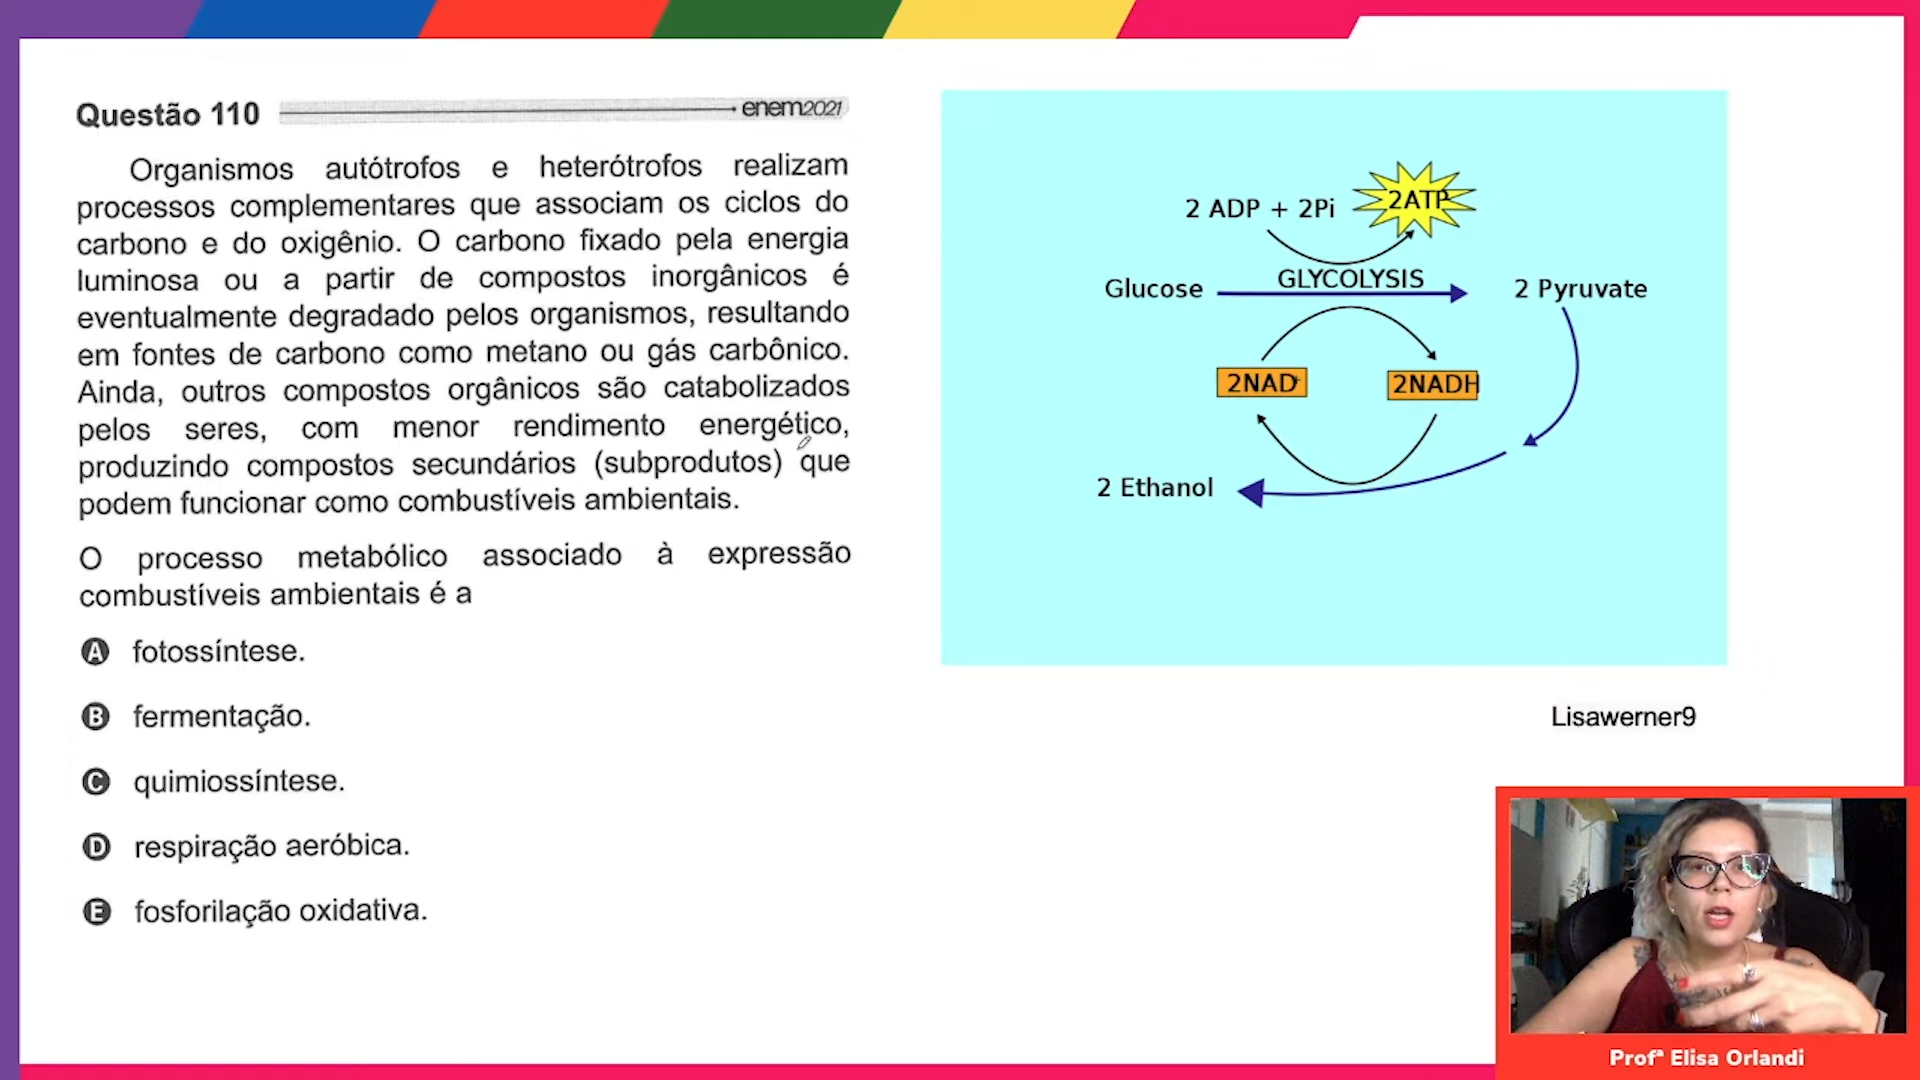 Questão 110
enem2021
Organismos autótrofos e heterótrofos realizam
processos complementares que associam os ciclos do
carbono e do oxigênio. O carbono fixado pela energia
luminosa ou a partir de compostos inorgânicos é
eventualmente degradado pelos organismos, resultando
em fontes de carbono como metano ou gás carbônico.
Ainda, outros compostos orgânicos são catabolizados
pelos seres, com menor rendimento energético,
produzindo compostos secundários (subprodutos) que
podem funcionar como combustíveis ambientais.
O processo metabólico associado à expressão
combustíveis ambientais é a
A fotossíntese.
B fermentação.
C quimiossíntese.
D respiração aeróbica.
E fosforilação oxidativa.
2 ADP + 2Pi
2ATP
Glucose
GLYCOLYSIS
2 Pyruvate
2NAD+
2NADH
2 Ethanol
Lisawerner9
Profª Elisa Orlandi